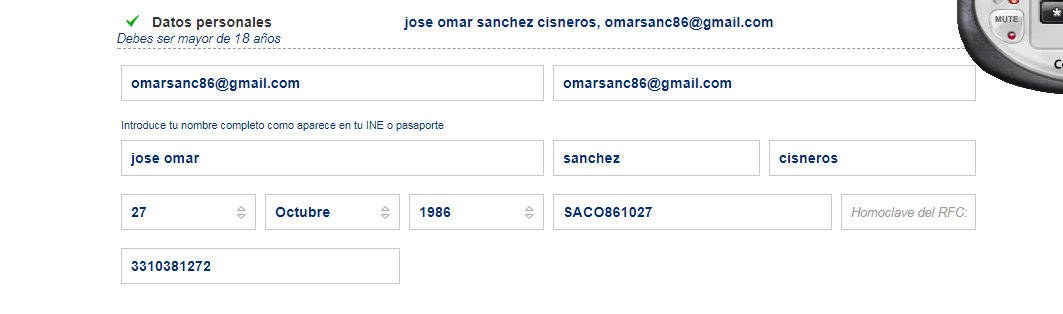 Datos personales jose omar sanchez cisneros, omarsanc86@gmail.com
Debes ser mayor de 18 años
omarsanc86@gmail.com omarsanc86@gmail.com
Introduce tu nombre completo como aparece en tu INE o pasaporte
jose omar sanchez cisneros
27 Octubre 1986 SACO861027 Homoclave del RFC:
3310381272
MUTE
*